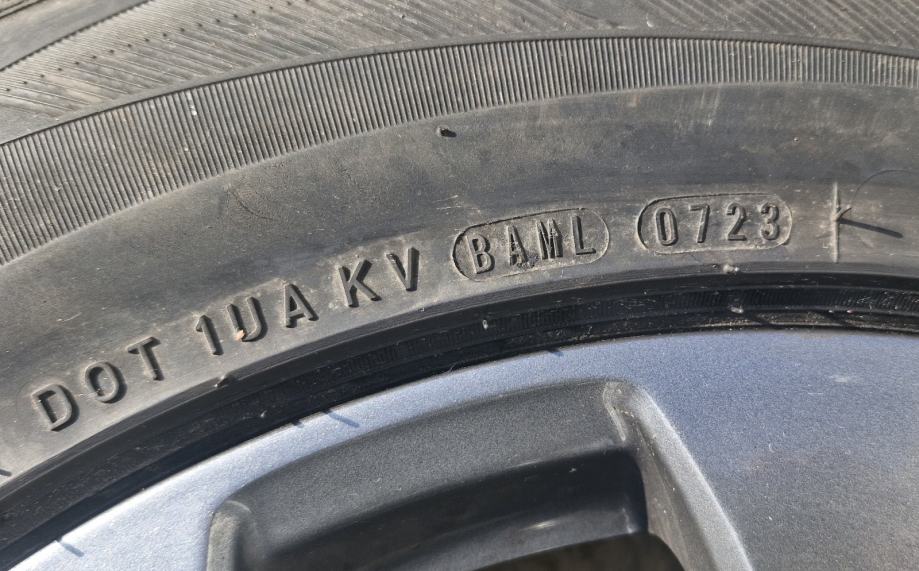 DOT 1UA KV BAML 0723